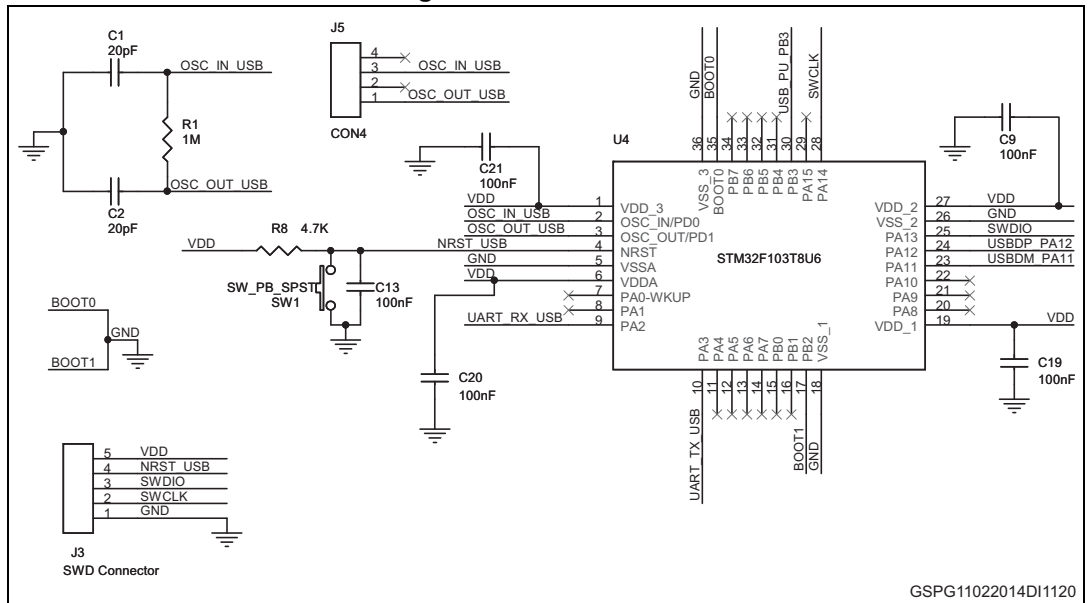 C1
20pF
OSC_IN_USB
R1
1M
OSC_OUT_USB
C2
20pF
J5
4
3 OSC_IN_USB
2
1 OSC_OUT_USB
CON4
C21
100nF
VDD
R8 4.7K
SW_PB_SPST
SW1
C13
100nF
BOOT0
GND
BOOT1
C20
100nF
5 VDD
4 NRST_USB
3 SWDIO
2 SWCLK
1 GND
J3
SWD Connector
U4
STM32F103T8U6
VDD 1 VDD_3
OSC_IN_USB 2 OSC_IN/PD0
OSC_OUT_USB 3 OSC_OUT/PD1
NRST_USB 4 NRST
GND 5 VSSA
VDD 6 VDDA
7 PA0-WKUP
8 PA1
UART_RX_USB 9 PA2
GND 36 VSS_3
BOOT0 35 BOOT0
34 PB7
33 PB6
32 PB5
31 PB4
USB_PU_PB3 30 PB3
29 PA15
SWCLK 28 PA14
VDD_2 27 VDD
VSS_2 26 GND
PA13 25 SWDIO
PA12 24 USBDP_PA12
PA11 23 USBDM_PA11
PA10 22
PA9 21
PA8 20
VDD_1 19 VDD
PA3 10 UART_TX_USB
PA4 11
PA5 12
PA6 13
PA7 14
PB0 15
PB1 16
PB2 17 BOOT1
VSS_1 18 GND
C9
100nF
C19
100nF
GSPG11022014DI1120